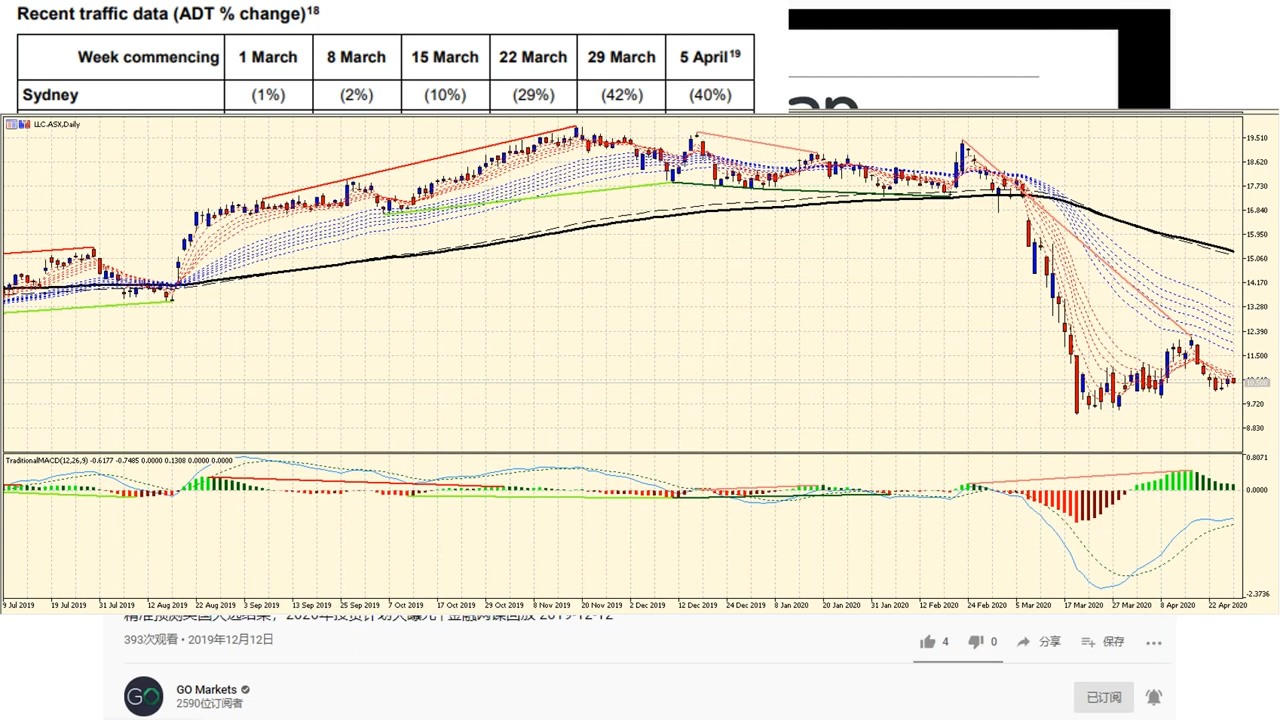 Recent traffic data (ADT % change)18
Week commencing 1 March 8 March 15 March 22 March 29 March 5 April19
Sydney (1%) (2%) (10%) (29%) (42%) (40%)
LLC.ASX,Daily
19.510
18.620
17.730
16.840
15.950
15.060
14.170
13.280
12.390
11.500
9.720
8.830
TraditionalMACD(12,26,9) -0.6177 -0.7485 0.0000 0.1308 0.0000 0.0000
0.8071
0.0000
-2.3736
9 Jul 2019 19 Jul 2019 31 Jul 2019 12 Aug 2019 22 Aug 2019 3 Sep 2019 13 Sep 2019 25 Sep 2019 7 Oct 2019 17 Oct 2019 29 Oct 2019 8 Nov 2019 20 Nov 2019 2 Dec 2019 12 Dec 2019 24 Dec 2019 8 Jan 2020 20 Jan 2020 31 Jan 2020 12 Feb 2020 24 Feb 2020 5 Mar 2020 17 Mar 2020 27 Mar 2020 8 Apr 2020 22 Apr 2020
393次观看 • 2019年12月12日 4 0 分享 保存
GO Markets
2590位订阅者 已订阅